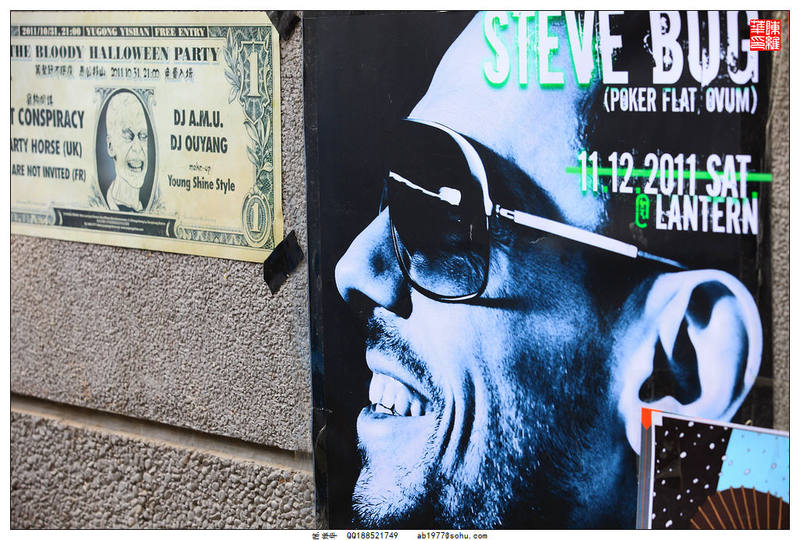 2011/10/31, 21:00 YUGONG YISHAN FREE ENTRY
THE BLOODY HALLOWEEN PARTY
T CONSPIRACY
ARTY HORSE (UK)
ARE NOT INVITED (FR)
DJ A.M.U.
DJ OUYANG
make-up
Young Shine Style
1
1
STEVE BUG
(POKER FLAT, OVUM)
11.12.2011 SAT.
@ LANTERN
QQ188521749 ab1977@sohu.com